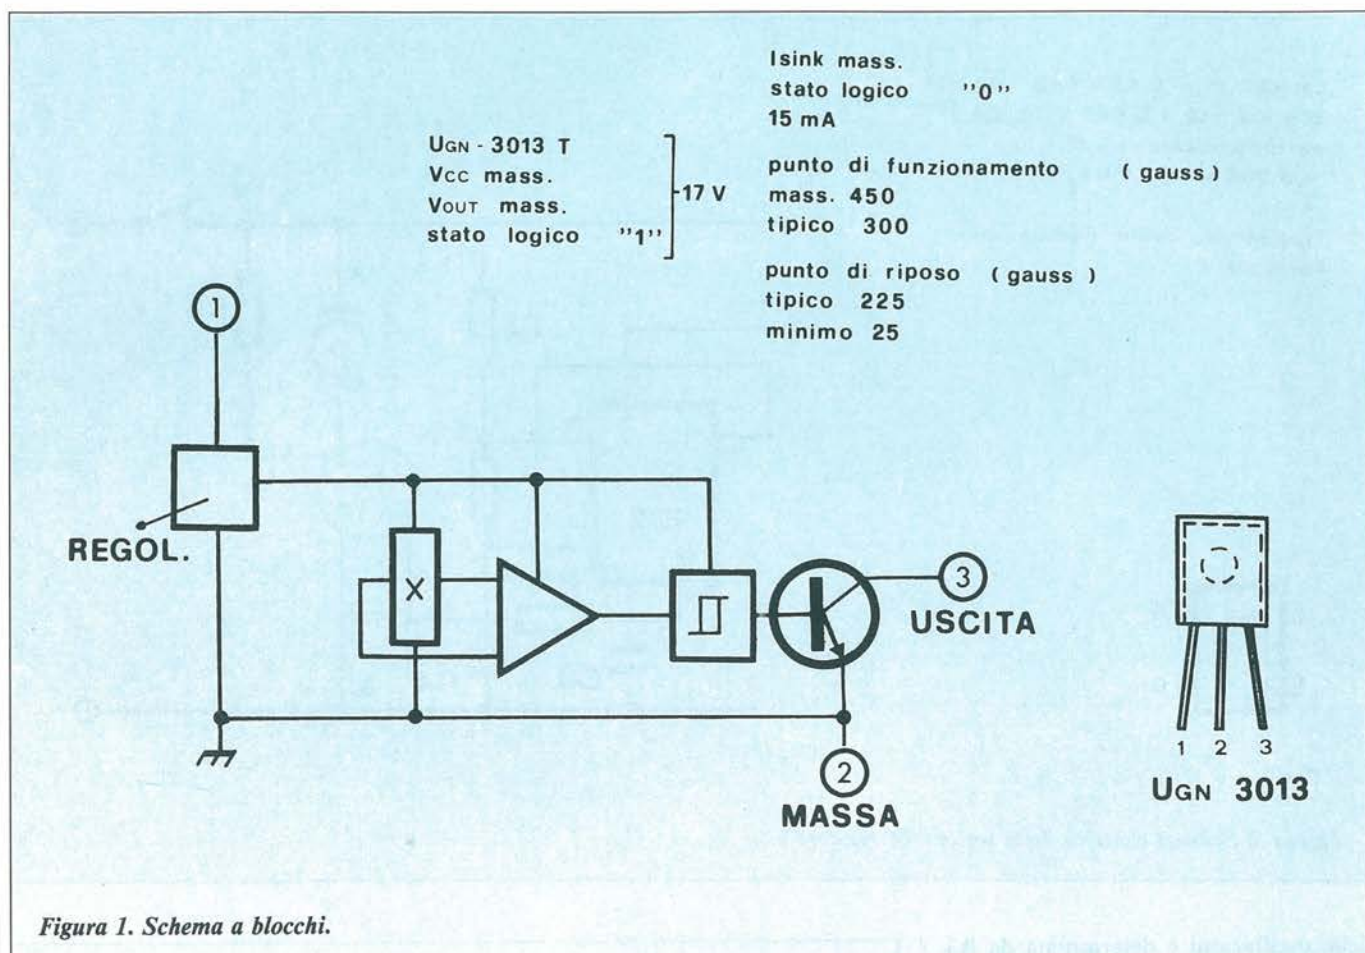 Isink mass.
stato logico "0"
15 mA
UGN - 3013 T
VCC mass.
VOUT mass.
stato logico "1"
17 V
punto di funzionamento ( gauss )
mass. 450
tipico 300
punto di riposo ( gauss )
tipico 225
minimo 25
1
REGOL.
X
3
USCITA
2
MASSA
1 2 3
UGN 3013
Figura 1. Schema a blocchi.